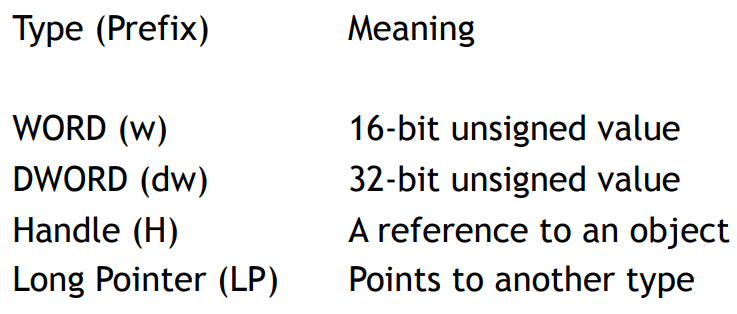 Type (Prefix) Meaning
WORD (w) 16-bit unsigned value
DWORD (dw) 32-bit unsigned value
Handle (H) A reference to an object
Long Pointer (LP) Points to another type